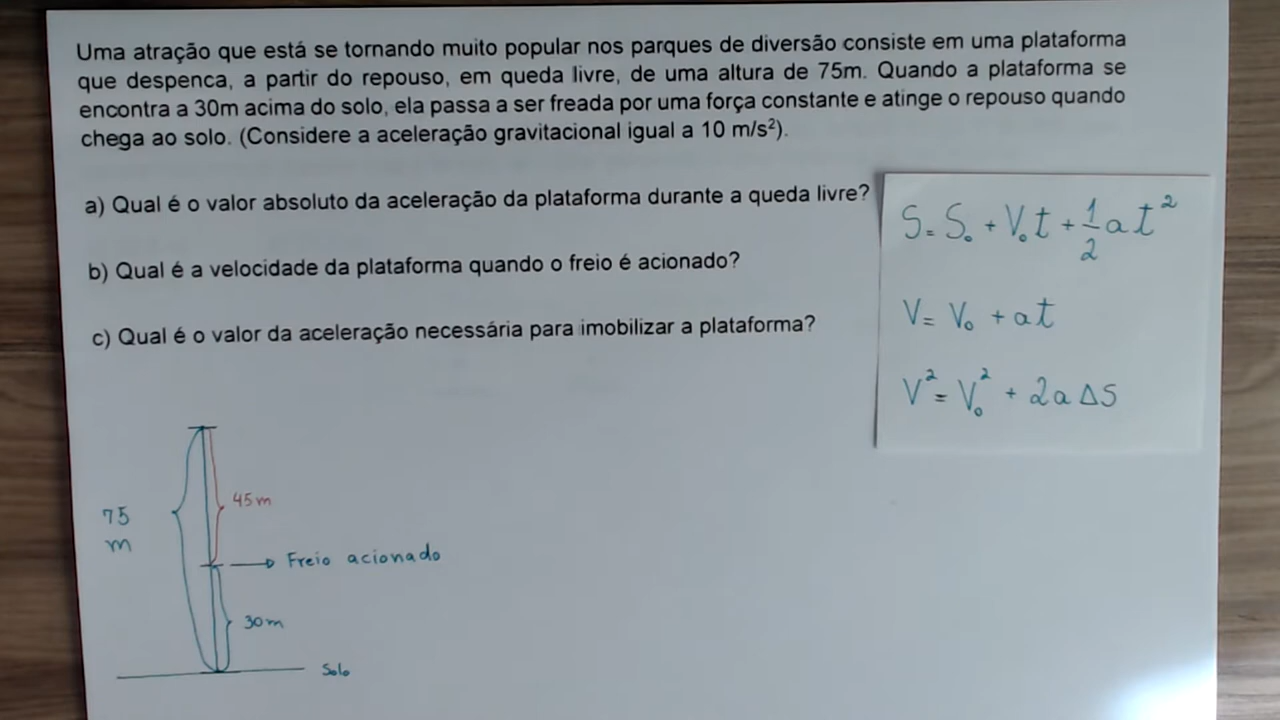 Uma atração que está se tornando muito popular nos parques de diversão consiste em uma plataforma
que despenca, a partir do repouso, em queda livre, de uma altura de 75m. Quando a plataforma se
encontra a 30m acima do solo, ela passa a ser freada por uma força constante e atinge o repouso quando
chega ao solo. (Considere a aceleração gravitacional igual a 10 m/s²).
a) Qual é o valor absoluto da aceleração da plataforma durante a queda livre?
b) Qual é a velocidade da plataforma quando o freio é acionado?
c) Qual é o valor da aceleração necessária para imobilizar a plataforma?
S = S₀ + V₀t + 1/2 at²
V = V₀ + at
V² = V₀² + 2a ΔS
45m
75
m
Freio acionado
30m
Solo